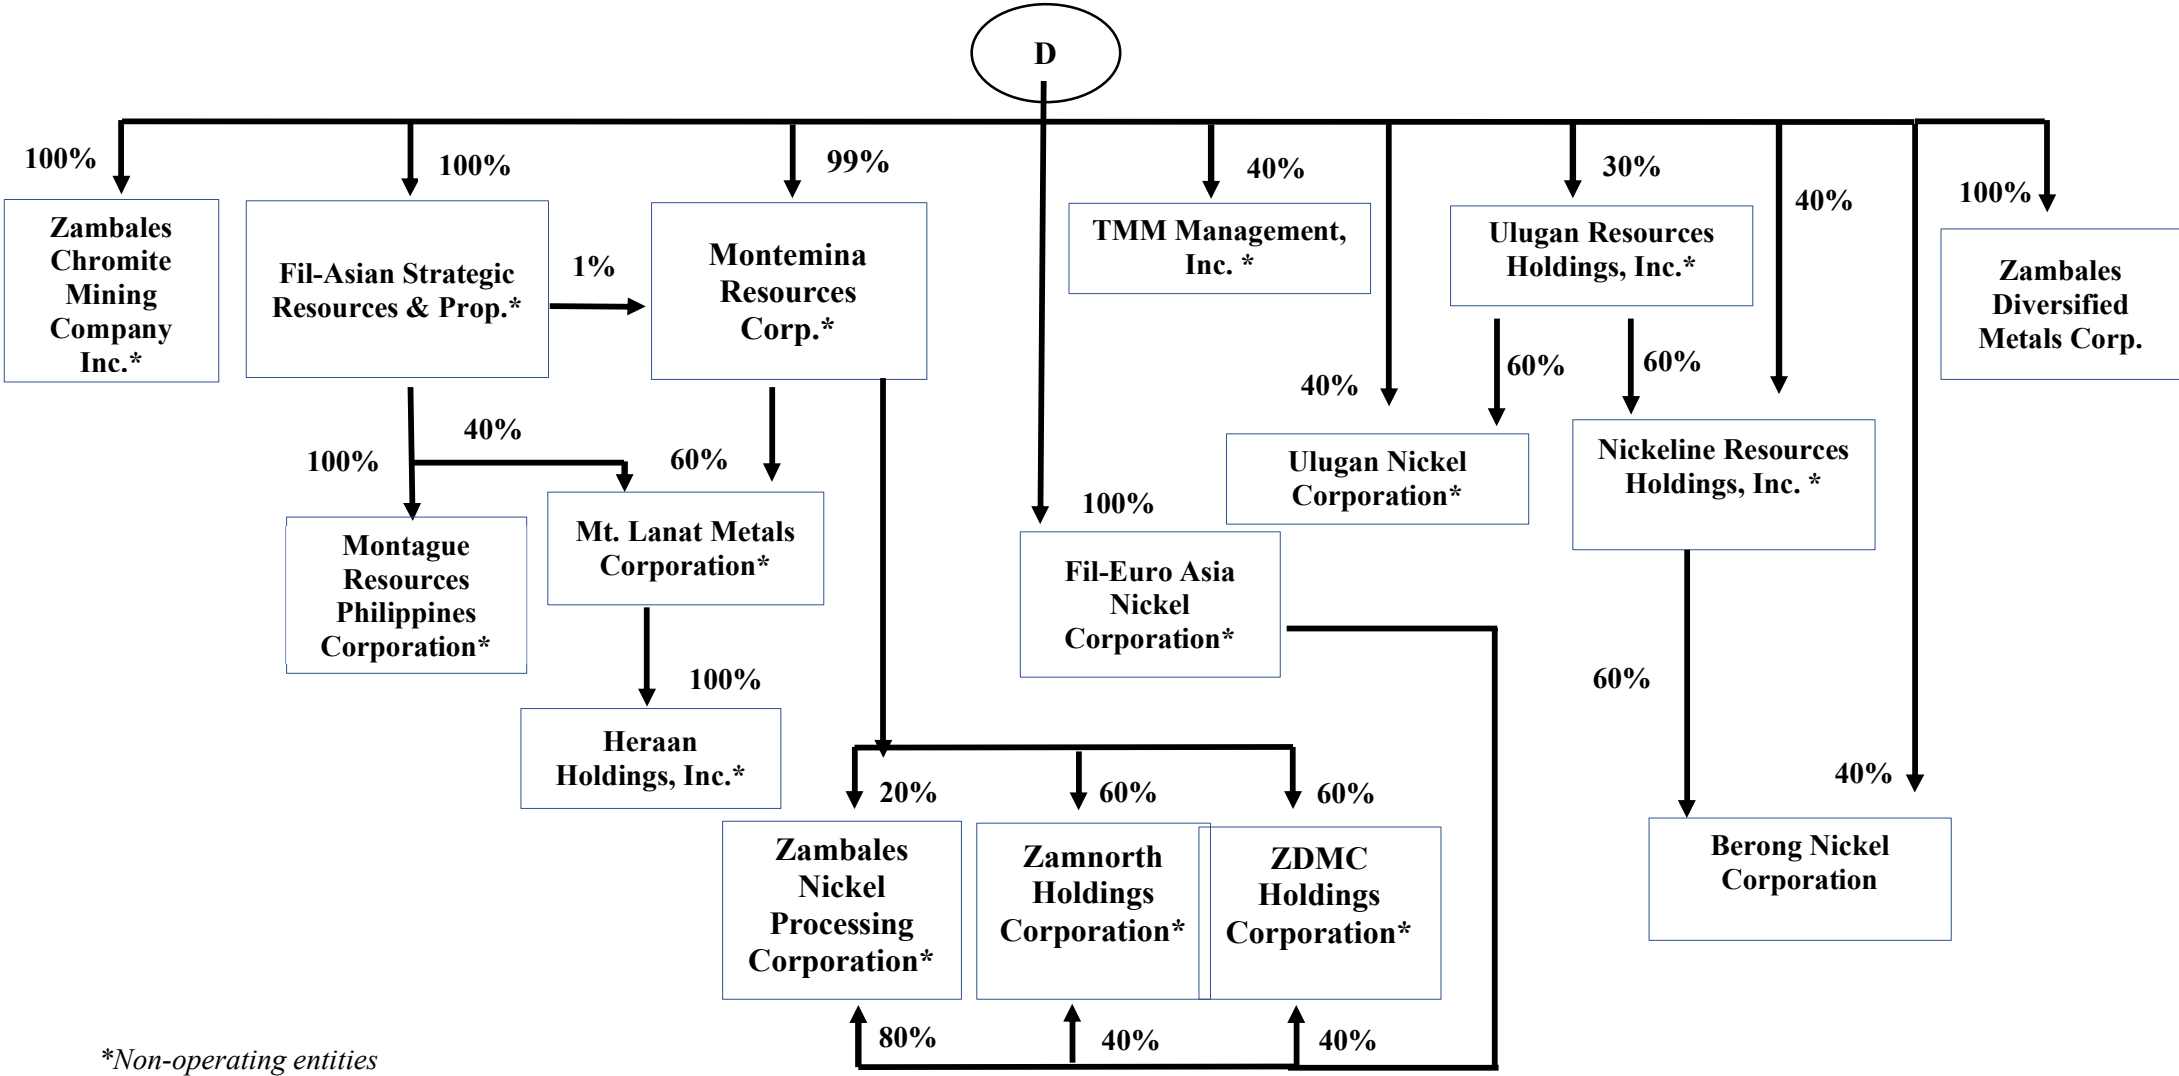 D
100%
100%
99%
40%
30%
40%
100%
Zambales
Chromite
Mining
Company
Inc.*
Fil-Asian Strategic
Resources & Prop.*
1%
Montemina
Resources
Corp.*
TMM Management,
Inc. *
Ulugan Resources
Holdings, Inc.*
Zambales
Diversified
Metals Corp.
40%
60%
60%
100%
40%
60%
100%
Ulugan Nickel
Corporation*
Nickeline Resources
Holdings, Inc. *
Montague
Resources
Philippines
Corporation*
Mt. Lanat Metals
Corporation*
Fil-Euro Asia
Nickel
Corporation*
100%
60%
Heraan
Holdings, Inc.*
20%
60%
60%
40%
Zambales
Nickel
Processing
Corporation*
Zamnorth
Holdings
Corporation*
ZDMC
Holdings
Corporation*
Berong Nickel
Corporation
80%
40%
40%
*Non-operating entities